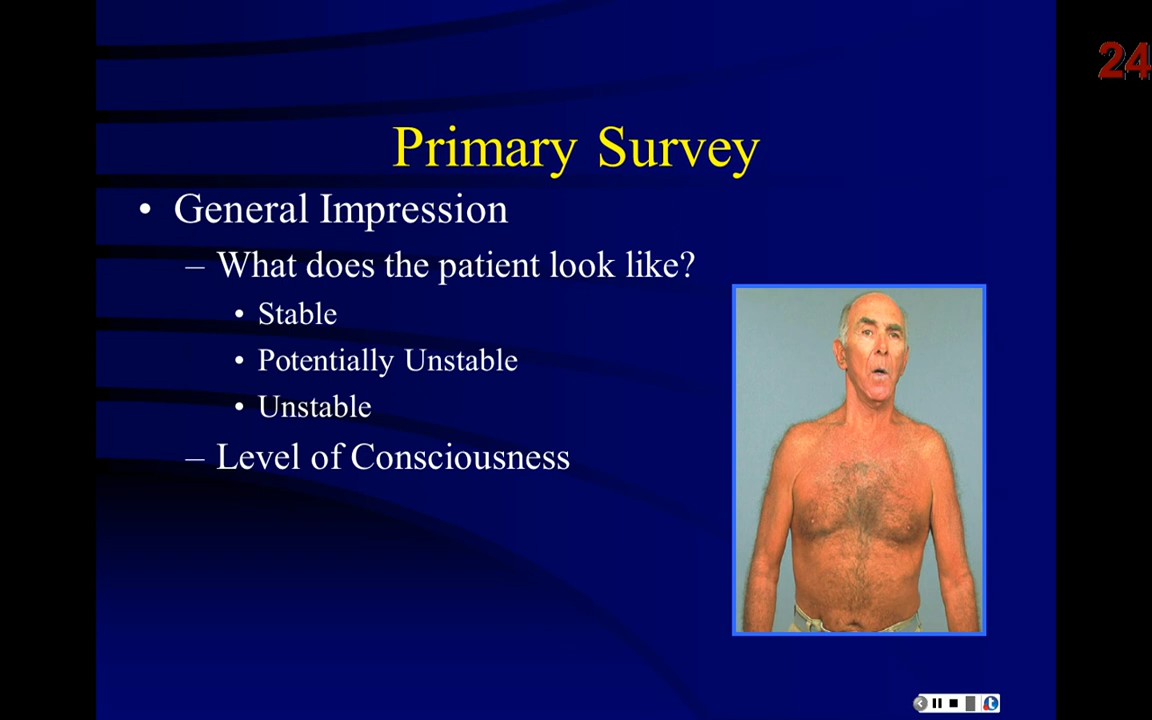 24
Primary Survey
• General Impression
– What does the patient look like?
• Stable
• Potentially Unstable
• Unstable
– Level of Consciousness